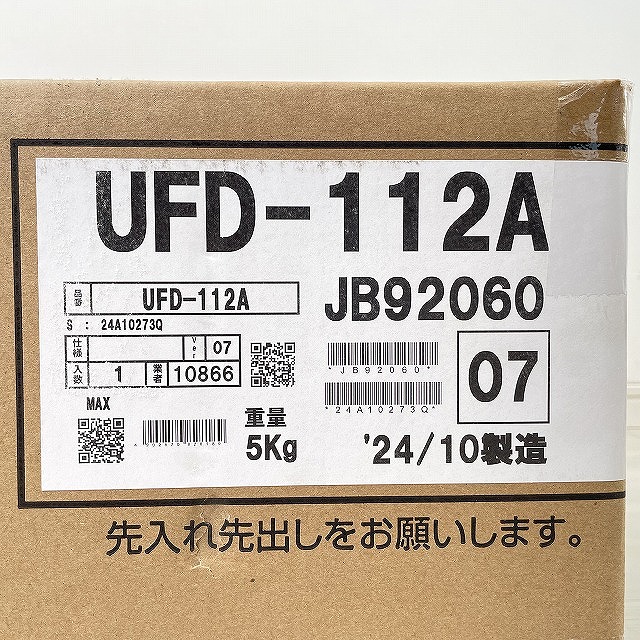 UFD-112A
品番 UFD-112A
JB92060
S : 24A10273Q
仕様 Ver 07
入数 1 業者 10866
*JB92060*
*24A10273Q*
07
MAX
重量
5Kg
'24/10製造
先入れ先出しをお願いします。